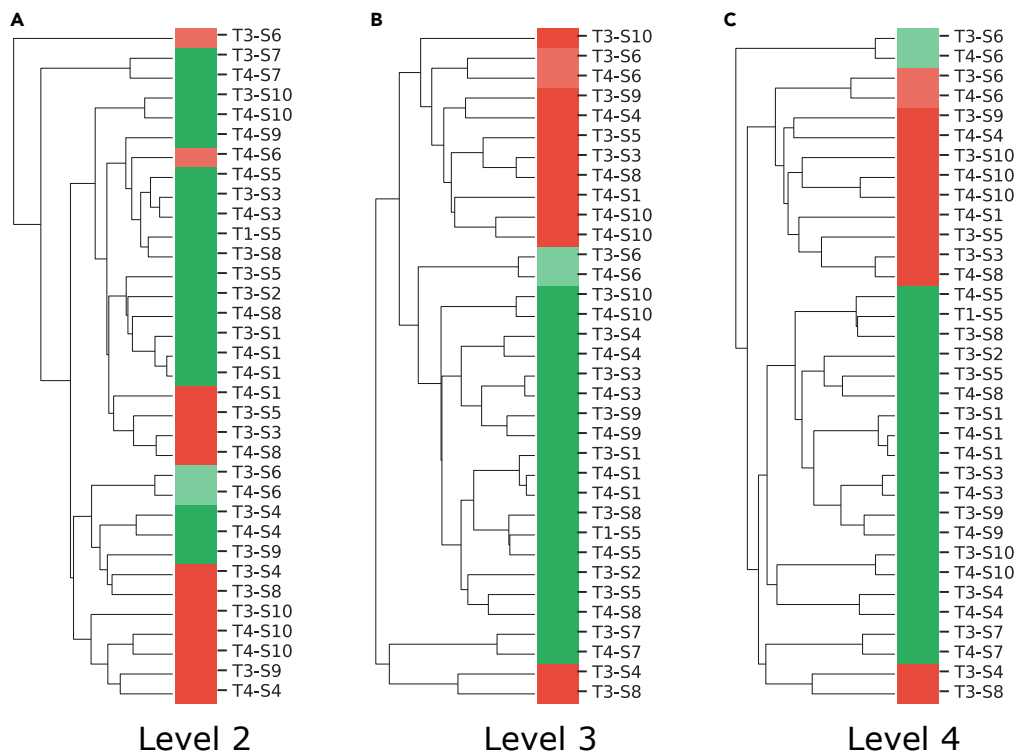 A
T3-S6
T3-S7
T4-S7
T3-S10
T4-S10
T4-S9
T4-S6
T4-S5
T3-S3
T4-S3
T1-S5
T3-S8
T3-S5
T3-S2
T4-S8
T3-S1
T4-S1
T4-S1
T4-S1
T3-S5
T3-S3
T4-S8
T3-S6
T4-S6
T3-S4
T4-S4
T3-S9
T3-S4
T3-S8
T3-S10
T4-S10
T4-S10
T3-S9
T4-S4
Level 2
B
T3-S10
T3-S6
T4-S6
T3-S9
T4-S4
T3-S5
T3-S3
T4-S8
T4-S1
T4-S10
T4-S10
T3-S6
T4-S6
T3-S10
T4-S10
T3-S4
T4-S4
T3-S3
T4-S3
T3-S9
T4-S9
T3-S1
T4-S1
T4-S1
T3-S8
T1-S5
T4-S5
T3-S2
T3-S5
T4-S8
T3-S7
T4-S7
T3-S4
T3-S8
Level 3
C
T3-S6
T4-S6
T3-S6
T4-S6
T3-S9
T4-S4
T3-S10
T4-S10
T4-S10
T4-S1
T3-S5
T3-S3
T4-S8
T4-S5
T1-S5
T3-S8
T3-S2
T3-S5
T4-S8
T3-S1
T4-S1
T4-S1
T3-S3
T4-S3
T3-S9
T4-S9
T3-S10
T4-S10
T3-S4
T4-S4
T3-S7
T4-S7
T3-S4
T3-S8
Level 4